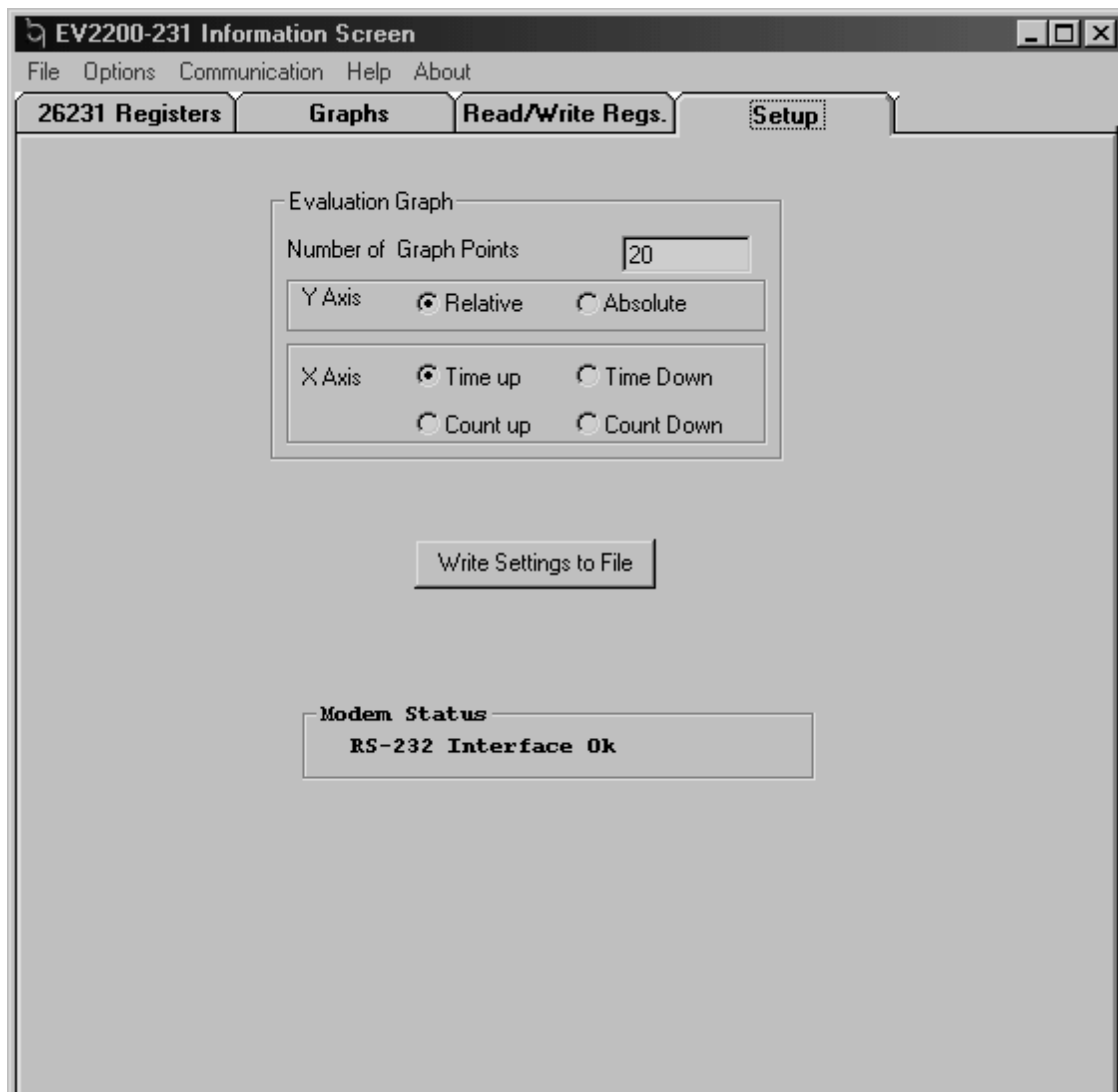 EV2200-231 Information Screen
File Options Communication Help About
26231 Registers Graphs Read/Write Regs. Setup
Evaluation Graph
Number of Graph Points 20
Y Axis Relative Absolute
X Axis Time up Time Down
Count up Count Down
Write Settings to File
Modem Status
RS-232 Interface Ok